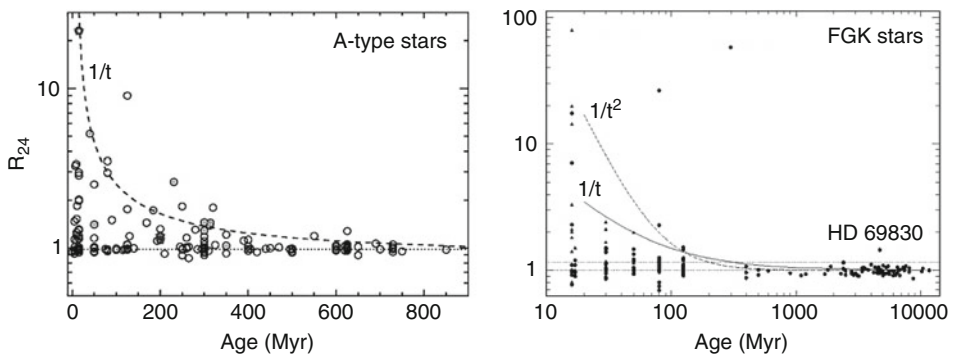 A-type stars
1/t
10
1
R₂₄
0 200 400 600 800
Age (Myr)
FGK stars
100
1/t²
10
1/t
HD 69830
1
10 100 1000 10000
Age (Myr)